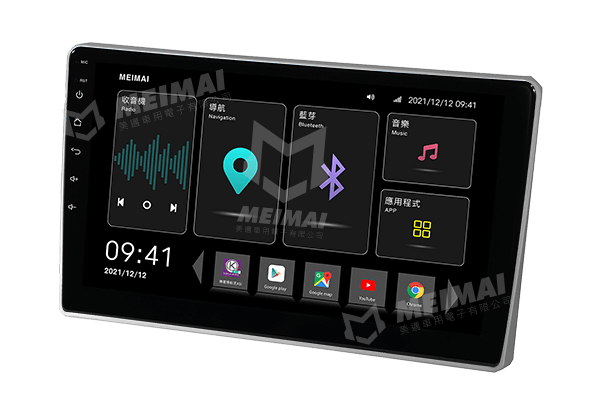 MIC
RST
MEIMAI
2021/12/12 09:41
收音機
Radio
導航
Navigation
藍芽
Bluetooth
音樂
Music
應用程式
APP
09:41
2021/12/12
Google play
Google map
YouTube
Chrome
MEIMAI
美邁車用電子有限公司
MEIMAI
美邁車用電子有限公司
MEIMAI
美邁車用電子有限公司